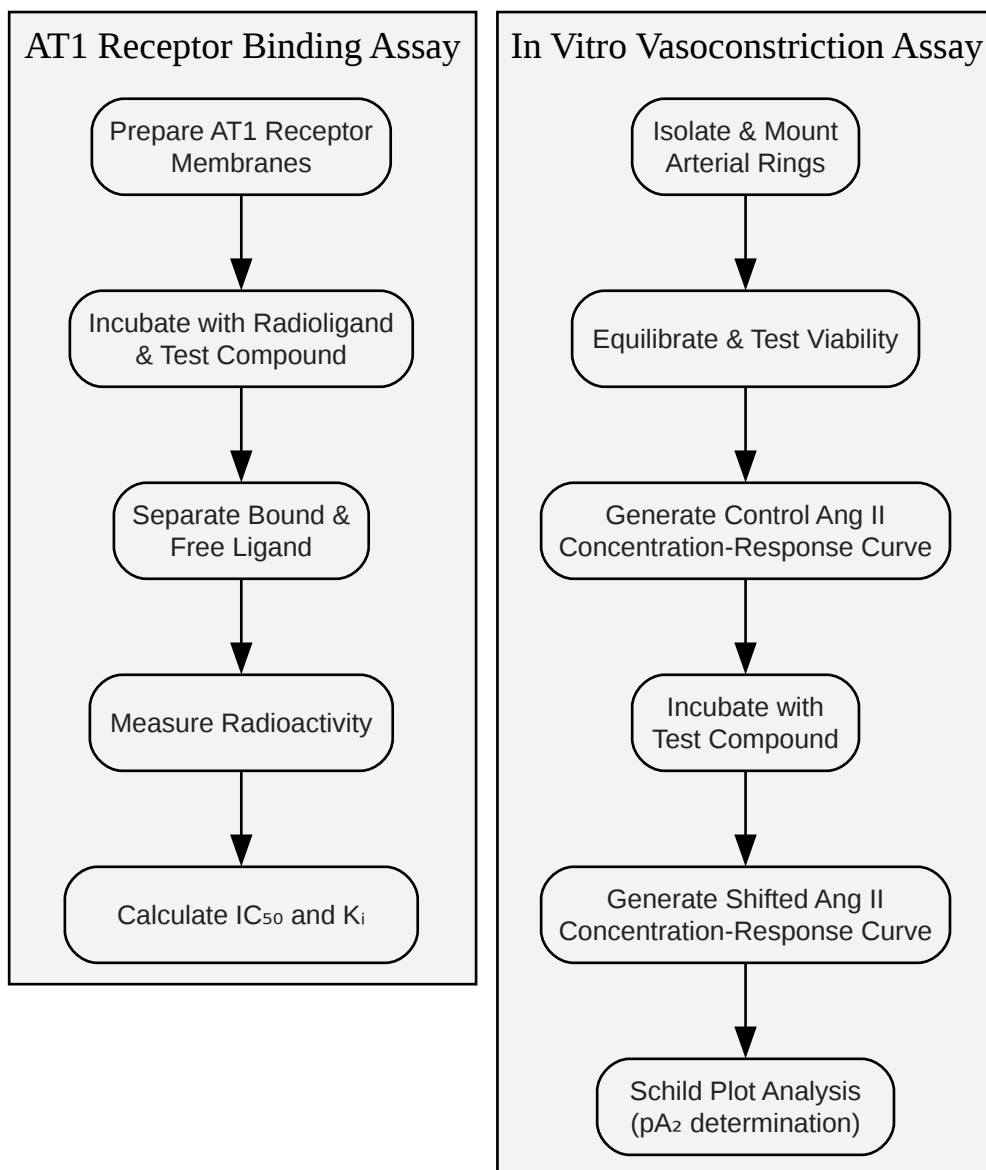 AT1 Receptor Binding Assay
Prepare AT1 Receptor
Membranes
Incubate with Radioligand
& Test Compound
Separate Bound &
Free Ligand
Measure Radioactivity
Calculate IC₅₀ and Kᵢ
In Vitro Vasoconstriction Assay
Isolate & Mount
Arterial Rings
Equilibrate & Test Viability
Generate Control Ang II
Concentration-Response Curve
Incubate with
Test Compound
Generate Shifted Ang II
Concentration-Response Curve
Schild Plot Analysis
(pA₂ determination)